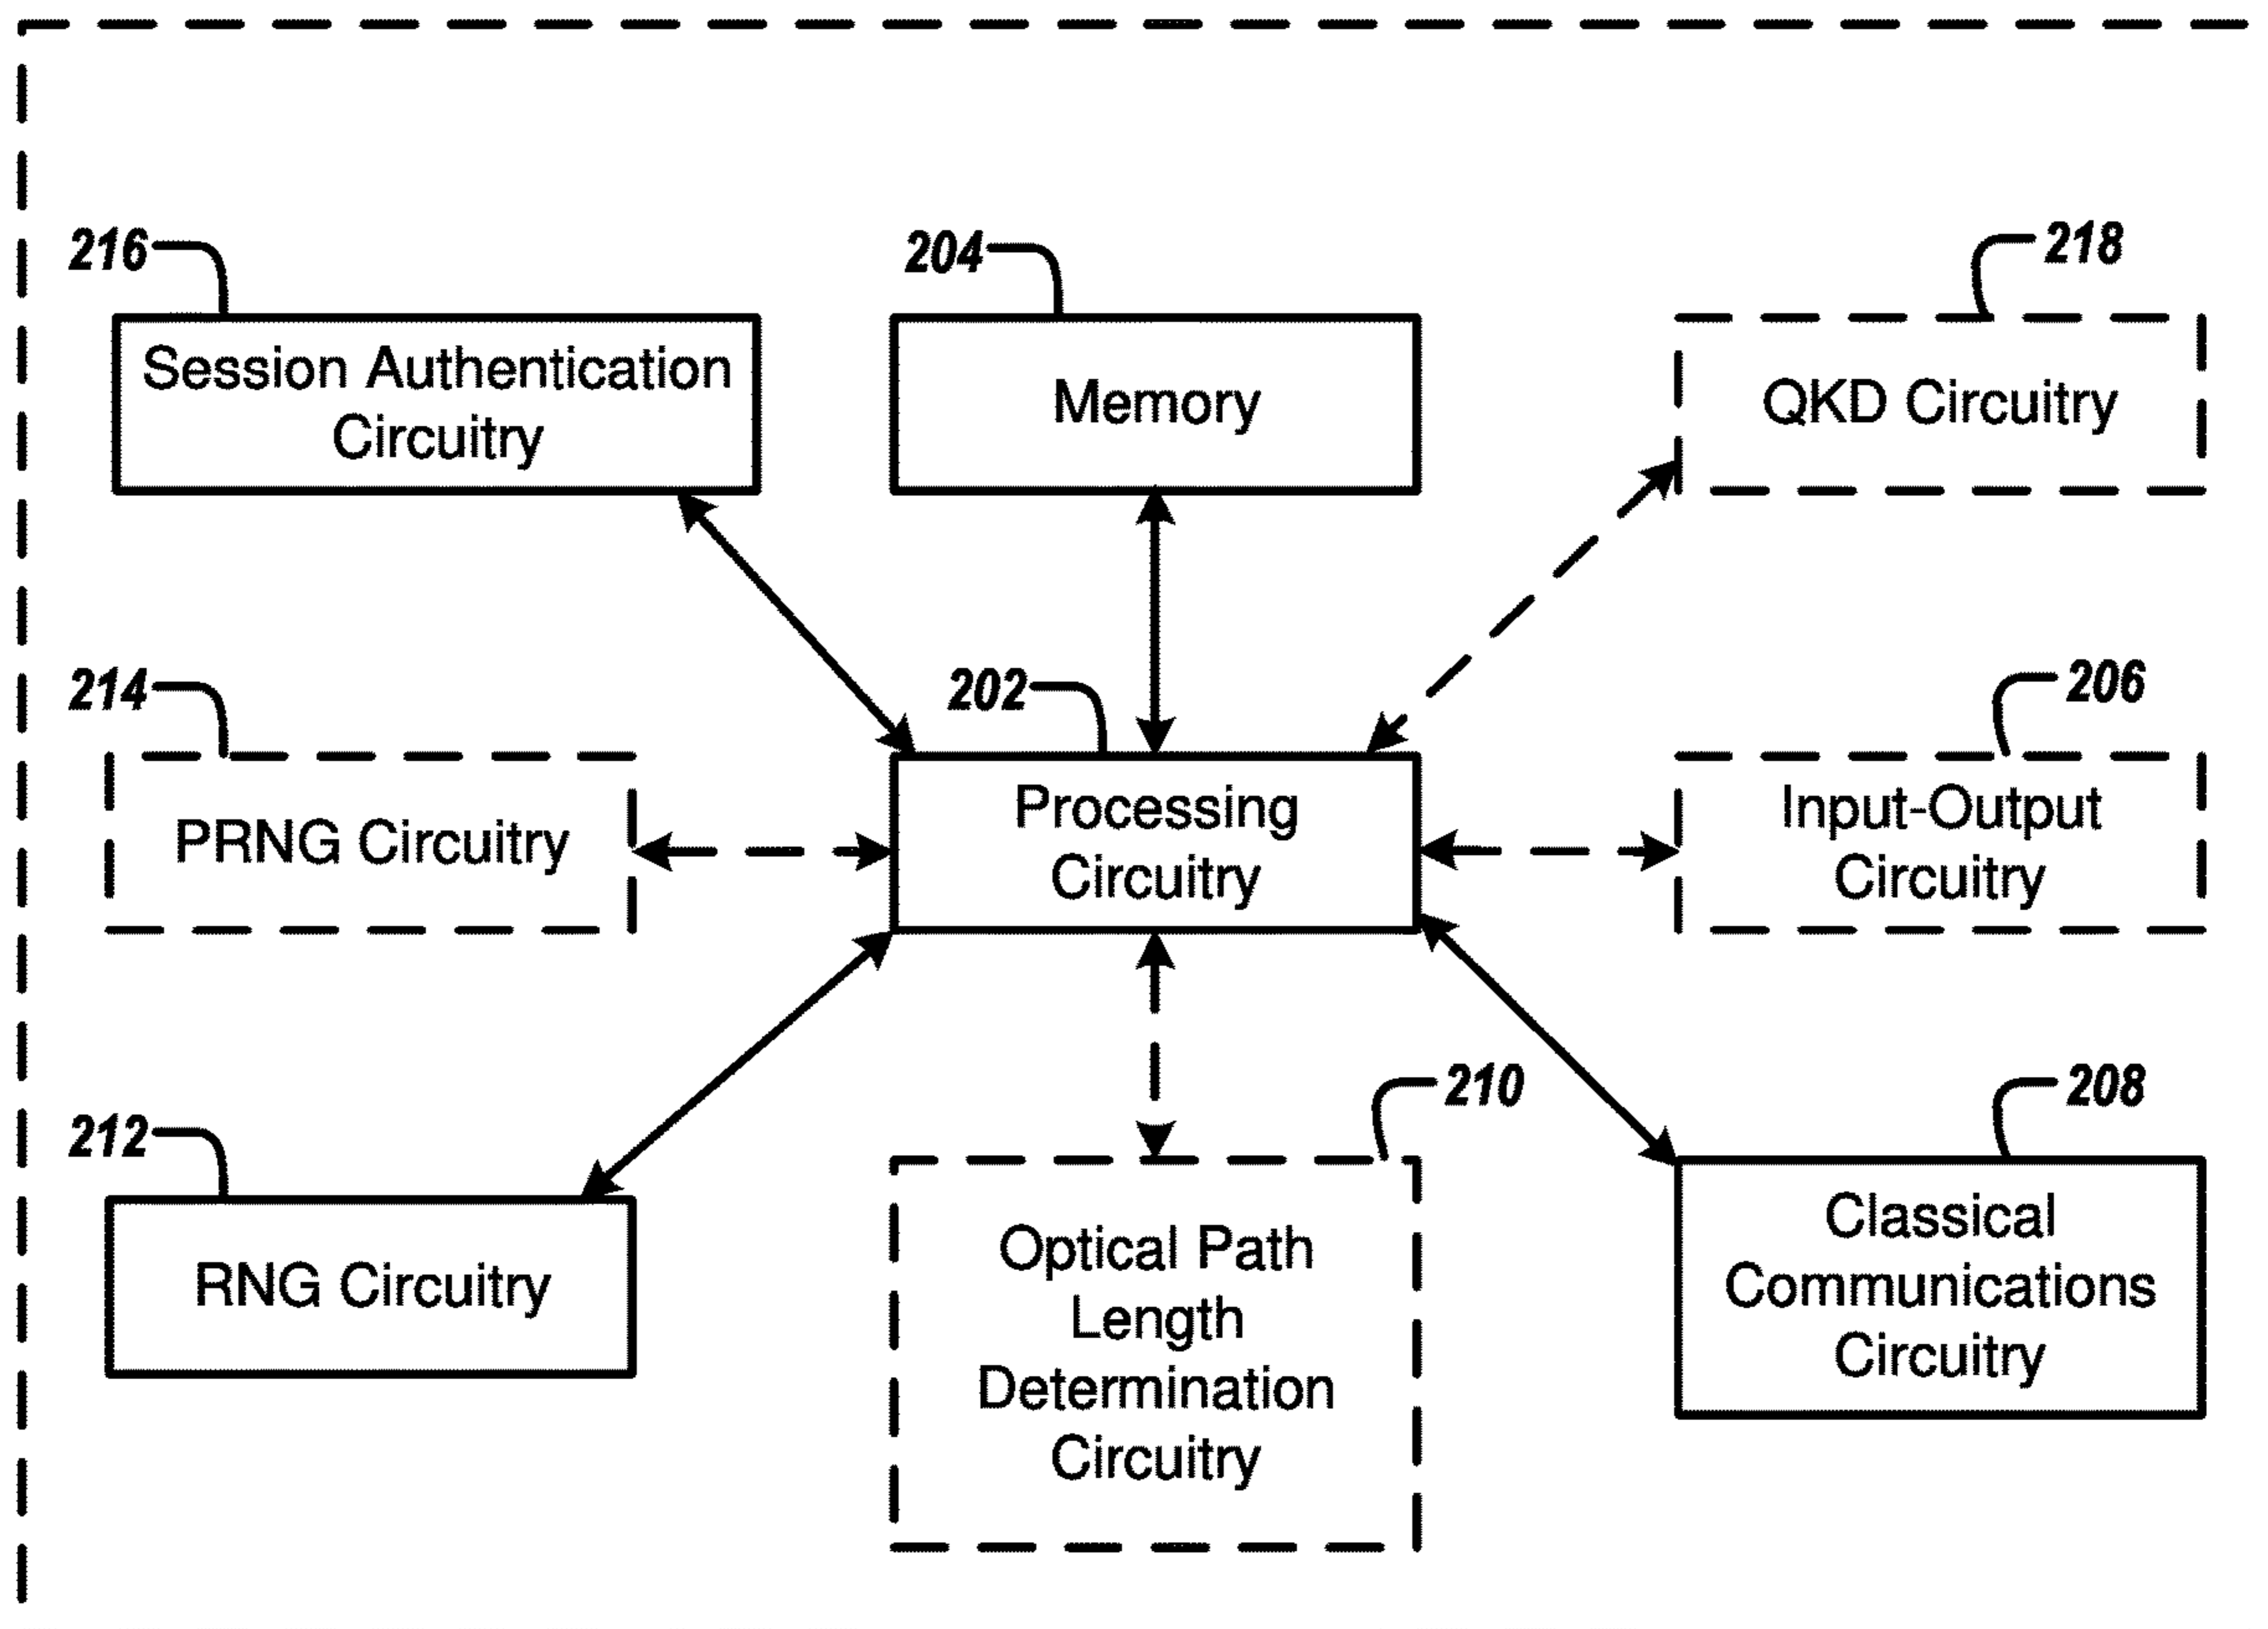 216
204
218
Session Authentication
Circuitry
Memory
QKD Circuitry
214
202
206
PRNG Circuitry
Processing
Circuitry
Input-Output
Circuitry
212
210
208
RNG Circuitry
Optical Path
Length
Determination
Circuitry
Classical
Communications
Circuitry